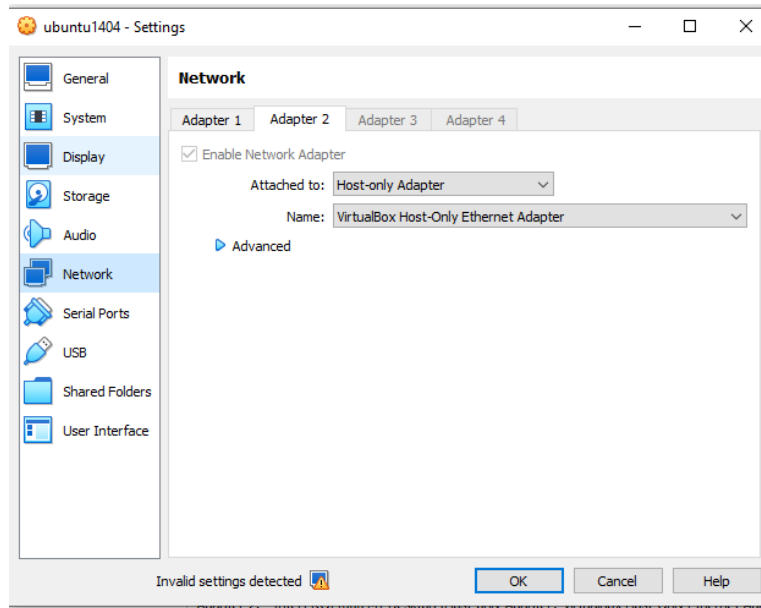 ubuntu1404 - Settings
General
System
Display
Storage
Audio
Network
Serial Ports
USB
Shared Folders
User Interface
Network
Adapter 1 Adapter 2 Adapter 3 Adapter 4
Enable Network Adapter
Attached to: Host-only Adapter
Name: VirtualBox Host-Only Ethernet Adapter
Advanced
Invalid settings detected OK Cancel Help